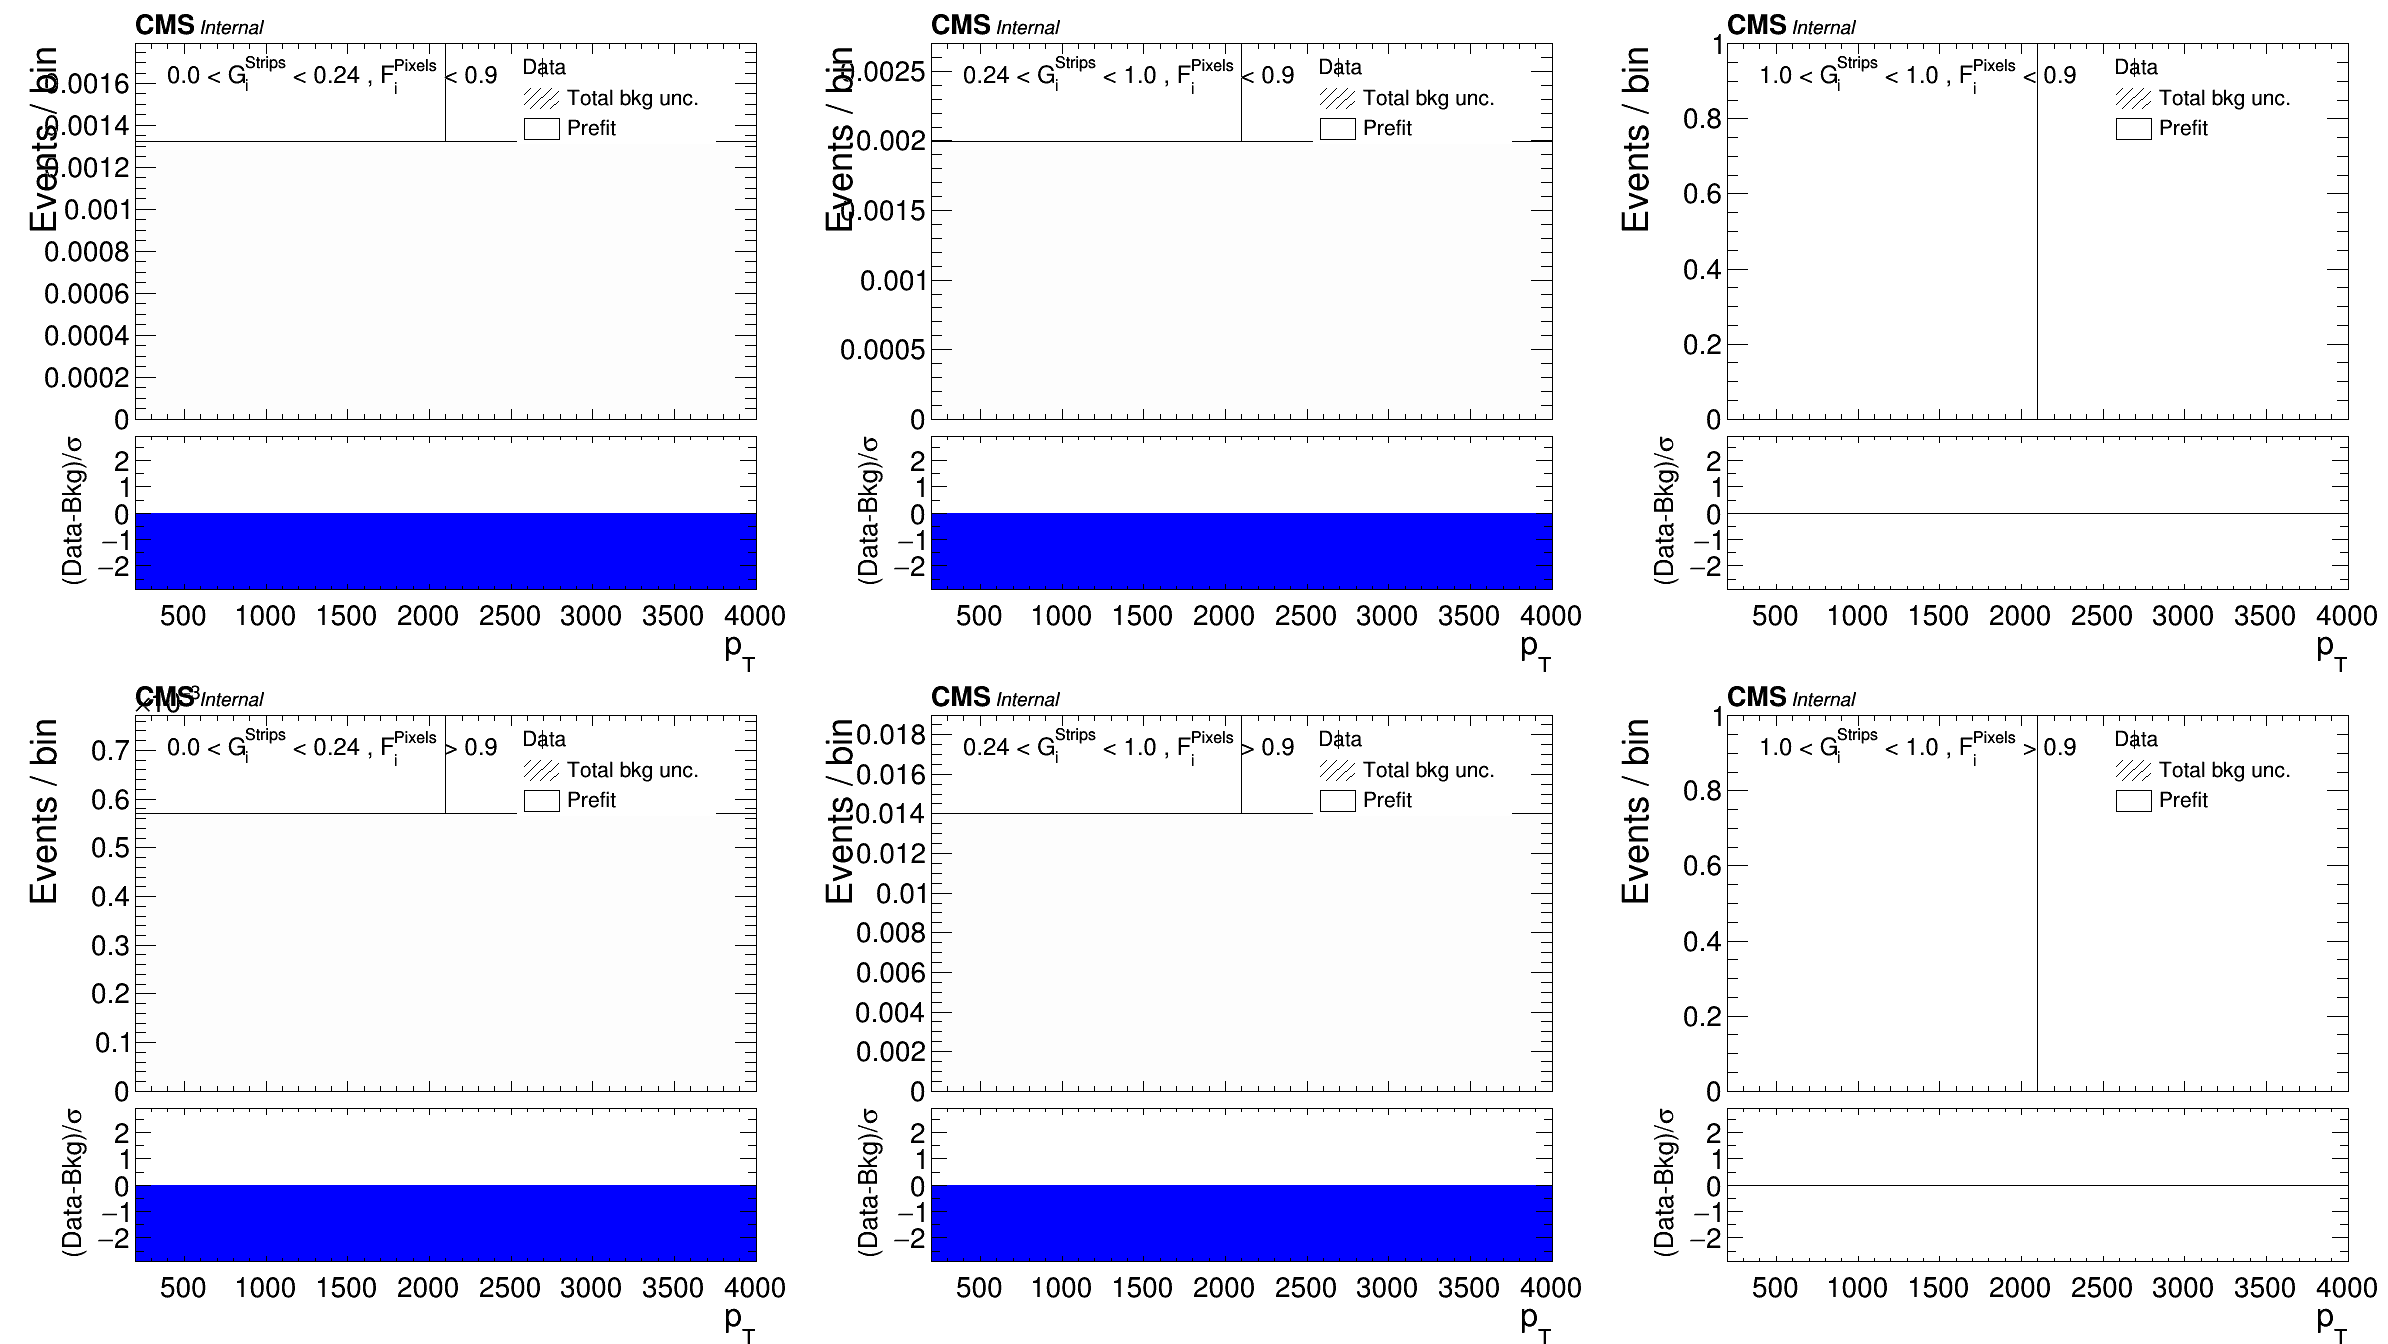 CMS Internal
Events / bin
0.0 < G_i^Strips < 0.24 , F_i^Pixels < 0.9
Data
Total bkg unc.
Prefit
0.0016
0.0014
0.0012
0.001
0.0008
0.0006
0.0004
0.0002
0
(Data-Bkg)/σ
2
1
0
−1
−2
500 1000 1500 2000 2500 3000 3500 4000
p_T
CMS Internal
Events / bin
0.24 < G_i^Strips < 1.0 , F_i^Pixels < 0.9
Data
Total bkg unc.
Prefit
0.0025
0.002
0.0015
0.001
0.0005
0
(Data-Bkg)/σ
2
1
0
−1
−2
500 1000 1500 2000 2500 3000 3500 4000
p_T
CMS Internal
Events / bin
1.0 < G_i^Strips < 1.0 , F_i^Pixels < 0.9
Data
Total bkg unc.
Prefit
1
0.8
0.6
0.4
0.2
0
(Data-Bkg)/σ
2
1
0
−1
−2
500 1000 1500 2000 2500 3000 3500 4000
p_T
CMS Internal
×10^−3
Events / bin
0.0 < G_i^Strips < 0.24 , F_i^Pixels > 0.9
Data
Total bkg unc.
Prefit
0.7
0.6
0.5
0.4
0.3
0.2
0.1
0
(Data-Bkg)/σ
2
1
0
−1
−2
500 1000 1500 2000 2500 3000 3500 4000
p_T
CMS Internal
Events / bin
0.24 < G_i^Strips < 1.0 , F_i^Pixels > 0.9
Data
Total bkg unc.
Prefit
0.018
0.016
0.014
0.012
0.01
0.008
0.006
0.004
0.002
0
(Data-Bkg)/σ
2
1
0
−1
−2
500 1000 1500 2000 2500 3000 3500 4000
p_T
CMS Internal
Events / bin
1.0 < G_i^Strips < 1.0 , F_i^Pixels > 0.9
Data
Total bkg unc.
Prefit
1
0.8
0.6
0.4
0.2
0
(Data-Bkg)/σ
2
1
0
−1
−2
500 1000 1500 2000 2500 3000 3500 4000
p_T